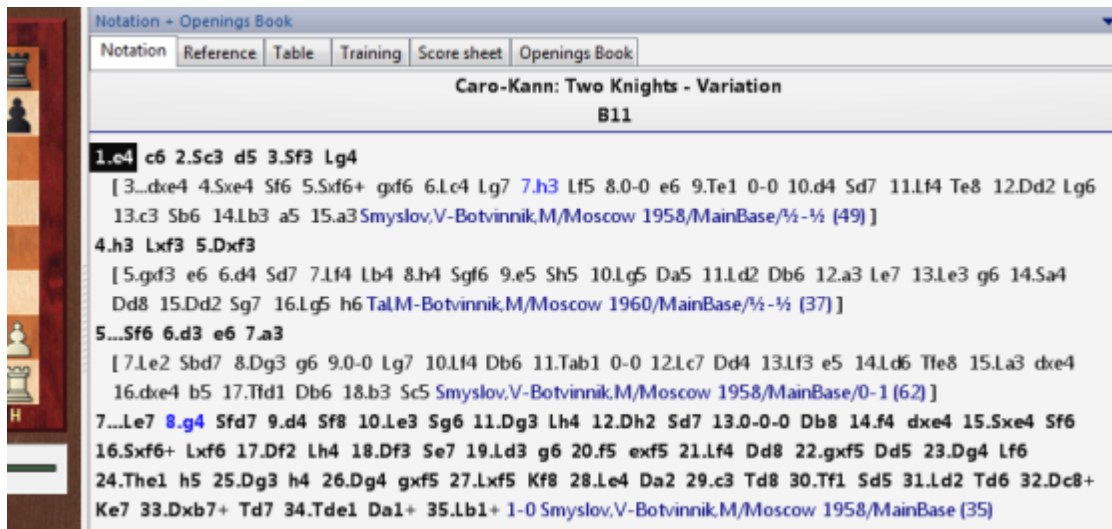 Notation + Openings Book
Notation Reference Table Training Score sheet Openings Book
Caro-Kann: Two Knights - Variation
B11
1.e4 c6 2.Sc3 d5 3.Sf3 Lg4
[ 3...dxe4 4.Sxe4 Sf6 5.Sxf6+ gxf6 6.Lc4 Lg7 7.h3 Lf5 8.0-0 e6 9.Te1 0-0 10.d4 Sd7 11.Lf4 Te8 12.Dd2 Lg6
13.c3 Sb6 14.Lb3 a5 15.a3 Smyslov,V-Botvinnik,M/Moscow 1958/MainBase/½-½ (49) ]
4.h3 Lxf3 5.Dxf3
[ 5.gxf3 e6 6.d4 Sd7 7.Lf4 Lb4 8.h4 Sgf6 9.e5 Sh5 10.Lg5 Da5 11.Ld2 Db6 12.a3 Le7 13.Le3 g6 14.Sa4
Dd8 15.Dd2 Sg7 16.Lg5 h6 Tal,M-Botvinnik,M/Moscow 1960/MainBase/½-½ (37) ]
5...Sf6 6.d3 e6 7.a3
[ 7.Le2 Sbd7 8.Dg3 g6 9.0-0 Lg7 10.Lf4 Db6 11.Tab1 0-0 12.Lc7 Dd4 13.Lf3 e5 14.Ld6 Tfe8 15.La3 dxe4
16.dxe4 b5 17.Tfd1 Db6 18.b3 Sc5 Smyslov,V-Botvinnik,M/Moscow 1958/MainBase/0-1 (62) ]
7...Le7 8.g4 Sfd7 9.d4 Sf8 10.Le3 Sg6 11.Dg3 Lh4 12.Dh2 Sd7 13.0-0-0 Db8 14.f4 dxe4 15.Sxe4 Sf6
16.Sxf6+ Lxf6 17.Df2 Lh4 18.Df3 Se7 19.Ld3 g6 20.f5 exf5 21.Lf4 Dd8 22.gxf5 Dd5 23.Dg4 Lf6
24.The1 h5 25.Dg3 h4 26.Dg4 gxf5 27.Lxf5 Kf8 28.Le4 Da2 29.c3 Td8 30.Tf1 Sd5 31.Ld2 Td6 32.Dc8+
Ke7 33.Dxb7+ Td7 34.Tde1 Da1+ 35.Lb1+ 1-0 Smyslov,V-Botvinnik,M/Moscow 1958/MainBase (35)
H